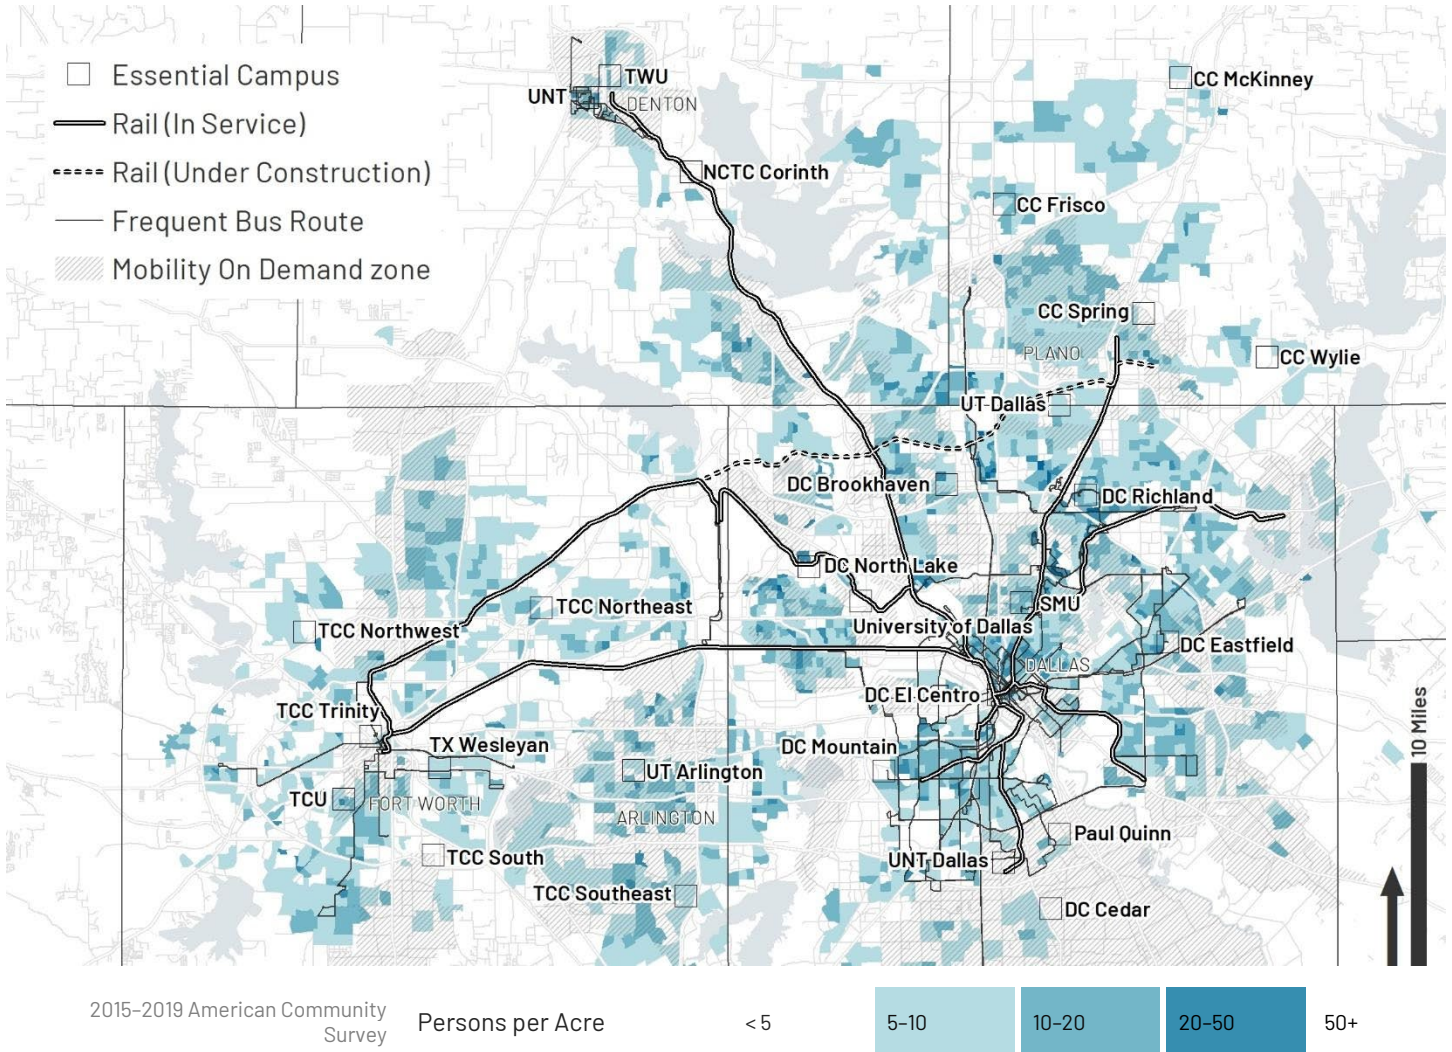 Essential Campus
Rail (In Service)
Rail (Under Construction)
Frequent Bus Route
Mobility On Demand zone
TWU
UNT
DENTON
CC McKinney
NCTC Corinth
CC Frisco
CC Spring
PLANO
CC Wylie
UT Dallas
DC Brookhaven
DC Richland
DC North Lake
TCC Northeast
SMU
TCC Northwest
University of Dallas
DC Eastfield
DALLAS
DC El Centro
TCC Trinity
TX Wesleyan
DC Mountain
UT Arlington
TCU
FORT WORTH
ARLINGTON
Paul Quinn
TCC South
UNT Dallas
TCC Southeast
DC Cedar
10 Miles
2015-2019 American Community
Survey
Persons per Acre
< 5
5-10
10-20
20-50
50+